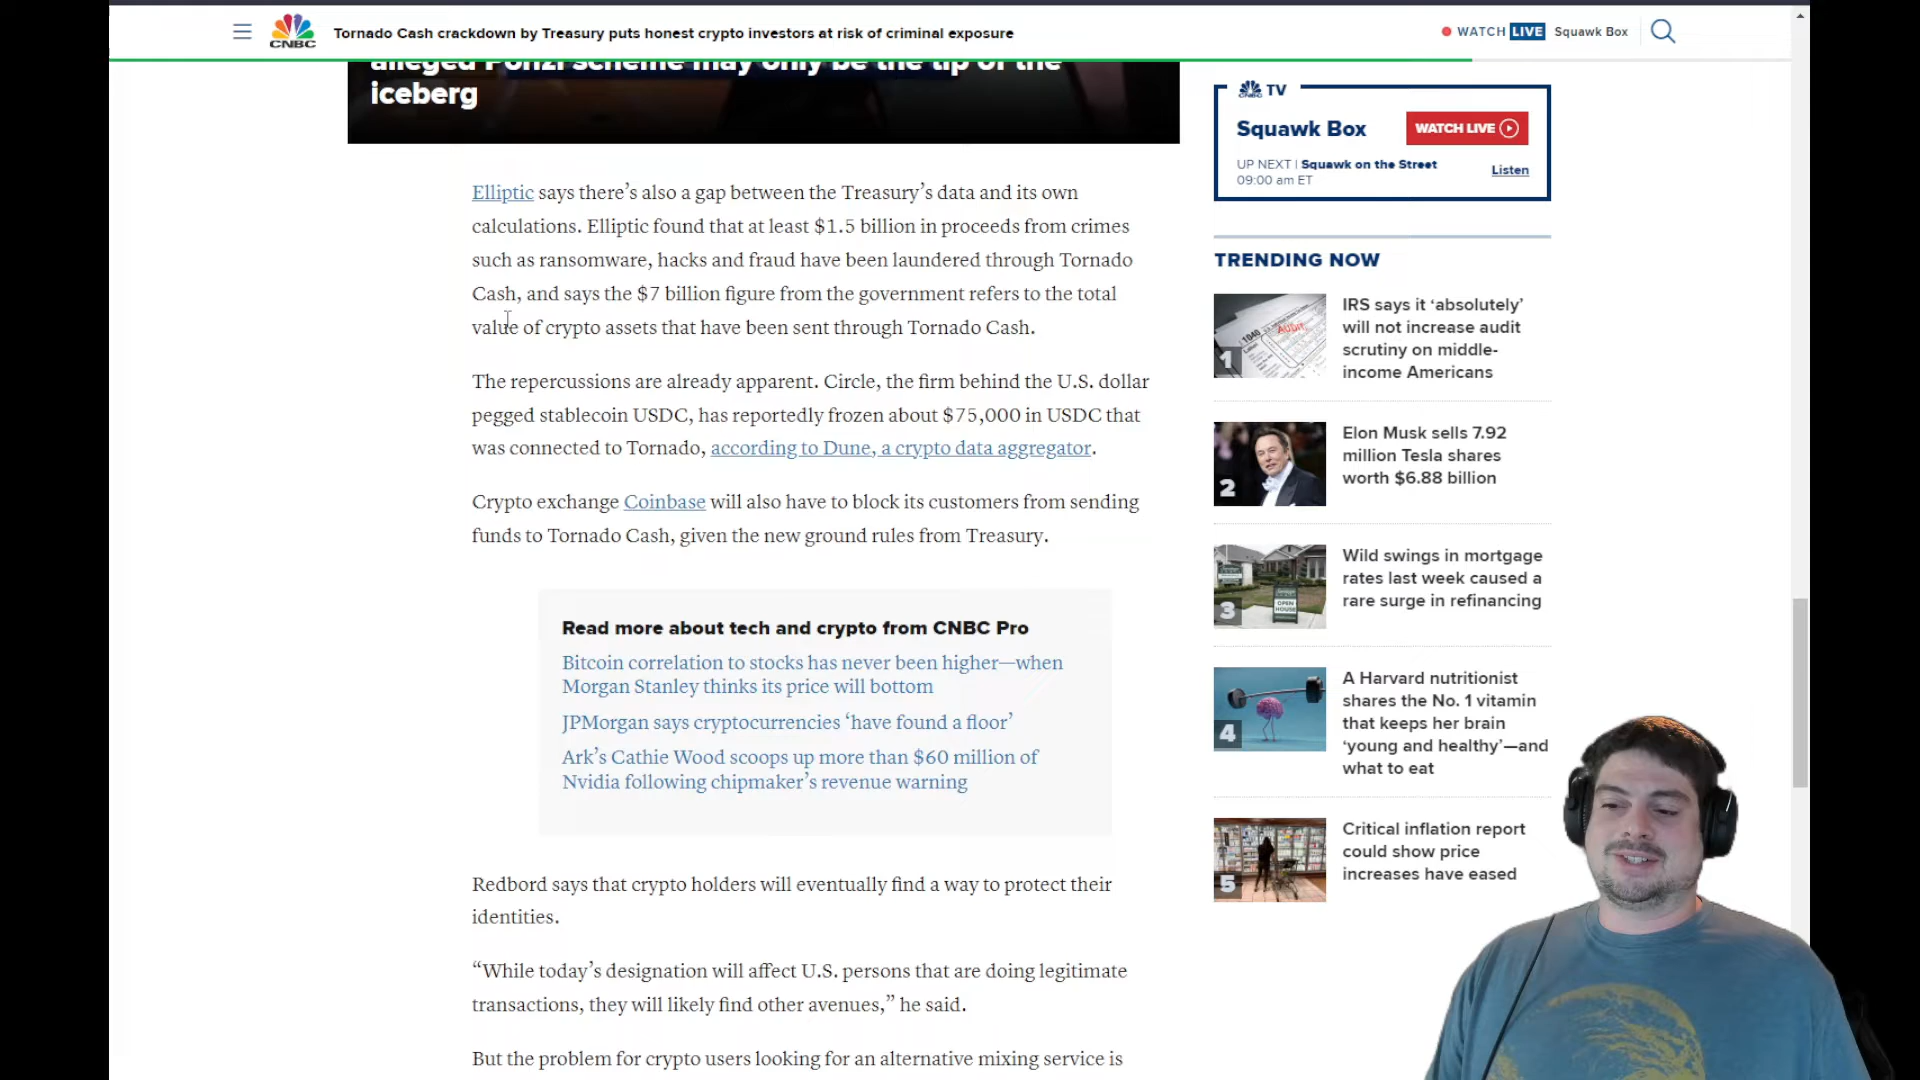 CNBC
Tornado Cash crackdown by Treasury puts honest crypto investors at risk of criminal exposure
WATCH LIVE Squawk Box
alleged Ponzi scheme may only be the tip of the
iceberg
Elliptic says there’s also a gap between the Treasury’s data and its own
calculations. Elliptic found that at least $1.5 billion in proceeds from crimes
such as ransomware, hacks and fraud have been laundered through Tornado
Cash, and says the $7 billion figure from the government refers to the total
value of crypto assets that have been sent through Tornado Cash.
The repercussions are already apparent. Circle, the firm behind the U.S. dollar
pegged stablecoin USDC, has reportedly frozen about $75,000 in USDC that
was connected to Tornado, according to Dune, a crypto data aggregator.
Crypto exchange Coinbase will also have to block its customers from sending
funds to Tornado Cash, given the new ground rules from Treasury.
Read more about tech and crypto from CNBC Pro
Bitcoin correlation to stocks has never been higher—when
Morgan Stanley thinks its price will bottom
JPMorgan says cryptocurrencies ‘have found a floor’
Ark’s Cathie Wood scoops up more than $60 million of
Nvidia following chipmaker’s revenue warning
Redbord says that crypto holders will eventually find a way to protect their
identities.
“While today’s designation will affect U.S. persons that are doing legitimate
transactions, they will likely find other avenues,” he said.
But the problem for crypto users looking for an alternative mixing service is
CNBC TV
Squawk Box
WATCH LIVE
UP NEXT | Squawk on the Street
09:00 am ET
Listen
TRENDING NOW
1
IRS says it ‘absolutely’
will not increase audit
scrutiny on middle-
income Americans
1040
AUDIT
2
Elon Musk sells 7.92
million Tesla shares
worth $6.88 billion
3
Wild swings in mortgage
rates last week caused a
rare surge in refinancing
OPEN
HOUSE
4
A Harvard nutritionist
shares the No. 1 vitamin
that keeps her brain
‘young and healthy’—and
what to eat
5
Critical inflation report
could show price
increases have eased